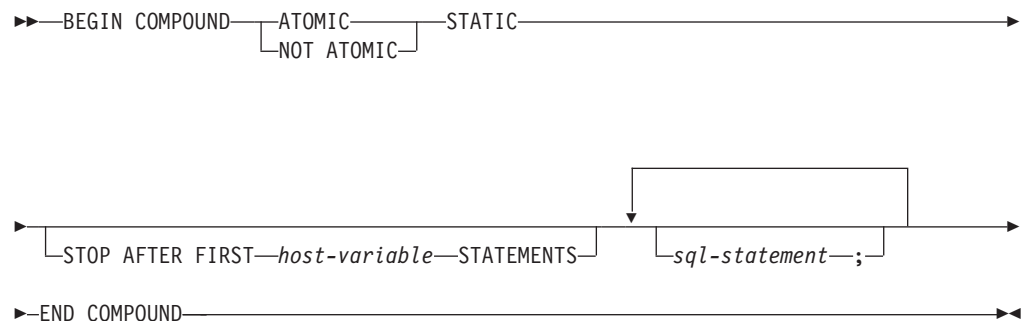 BEGIN COMPOUND ATOMIC STATIC
NOT ATOMIC
STOP AFTER FIRST host-variable STATEMENTS sql-statement ;
END COMPOUND